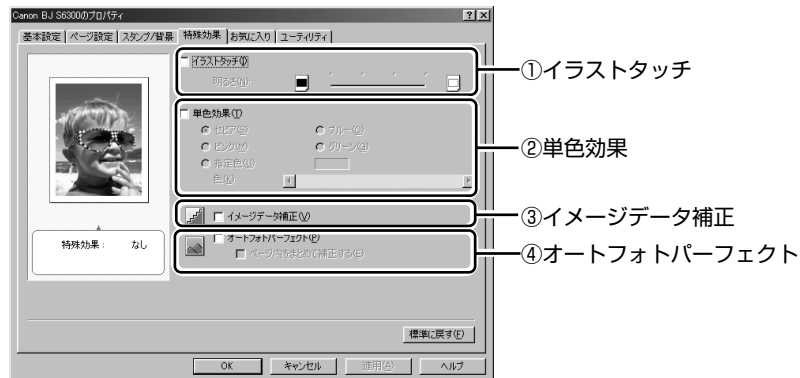 Canon BJ S6300のプロパティ
基本設定 ページ設定 スタンプ/背景 特殊効果 お気に入り ユーティリティ
イラストタッチ(D)
明るさ(N):
①イラストタッチ
単色効果(T)
セピア(S) ブルー(O)
ピンク(M) グリーン(G)
指定色(U)
色(K):
②単色効果
イメージデータ補正(V)
③イメージデータ補正
オートフォトパーフェクト(P)
ページ内をまとめて補正する(E)
④オートフォトパーフェクト
特殊効果: なし
標準に戻す(F)
OK キャンセル 適用(A) ヘルプ